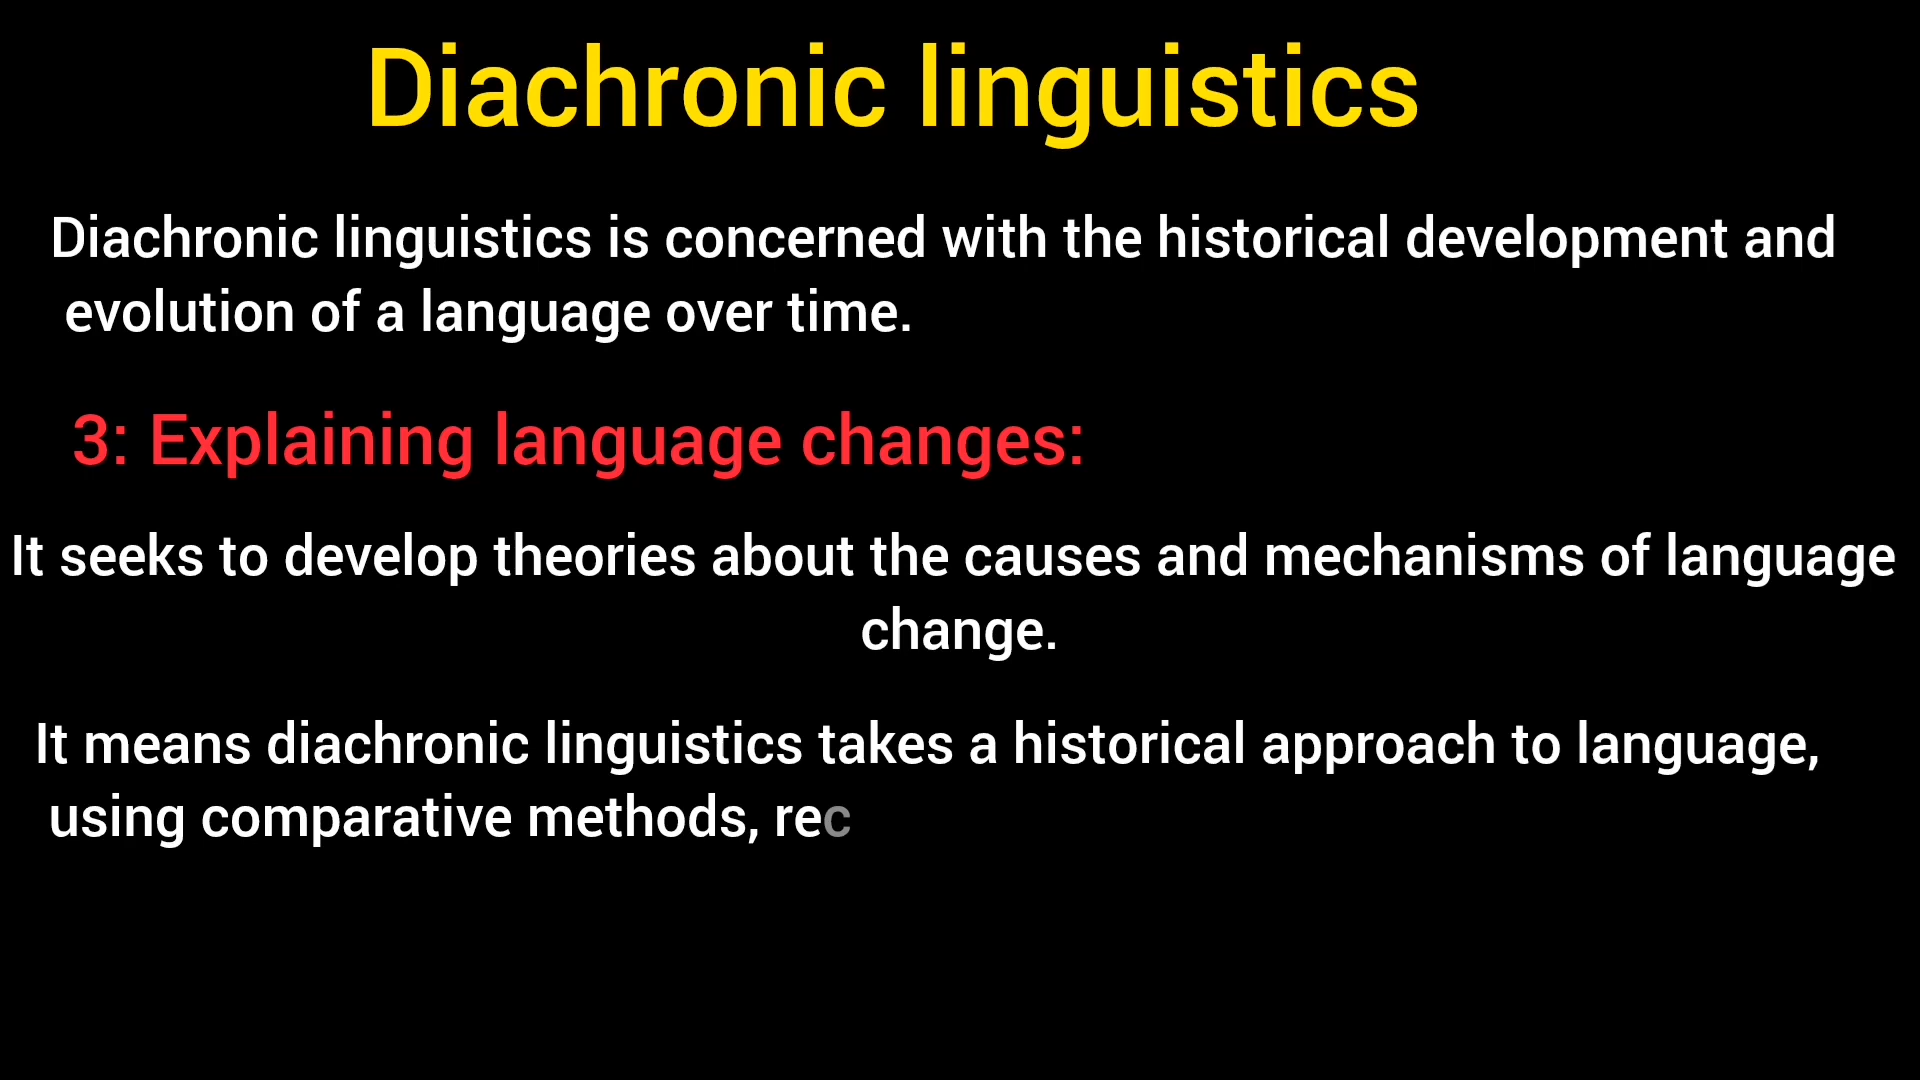 Diachronic linguistics
Diachronic linguistics is concerned with the historical development and
evolution of a language over time.
3: Explaining language changes:
It seeks to develop theories about the causes and mechanisms of language
change.
It means diachronic linguistics takes a historical approach to language,
using comparative methods, rec